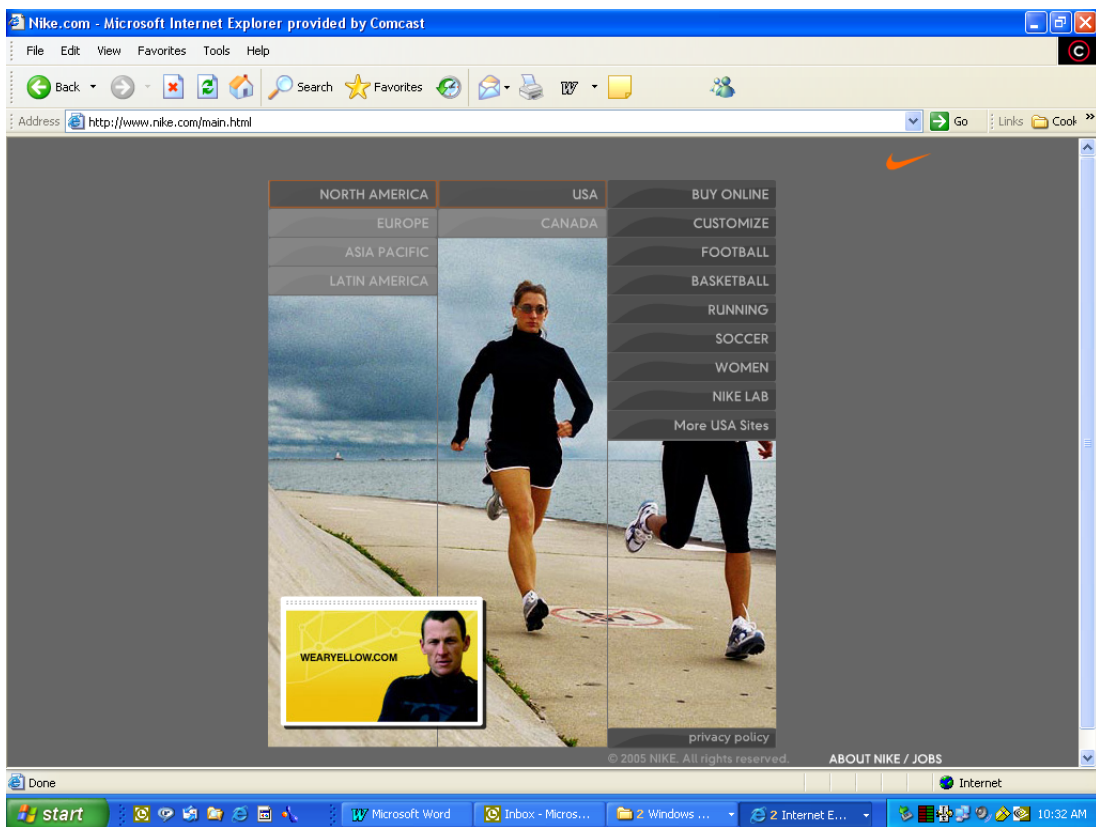 Nike.com - Microsoft Internet Explorer provided by Comcast
File Edit View Favorites Tools Help
Back Search Favorites
Address http://www.nike.com/main.html Go Links Cook »
NORTH AMERICA USA BUY ONLINE
EUROPE CANADA CUSTOMIZE
ASIA PACIFIC FOOTBALL
LATIN AMERICA BASKETBALL
RUNNING
SOCCER
WOMEN
NIKE LAB
More USA Sites
WEARYELLOW.COM
privacy policy
© 2005 NIKE. All rights reserved. ABOUT NIKE / JOBS
Done Internet
start Microsoft Word Inbox - Micros... 2 Windows ... 2 Internet E... 10:32 AM